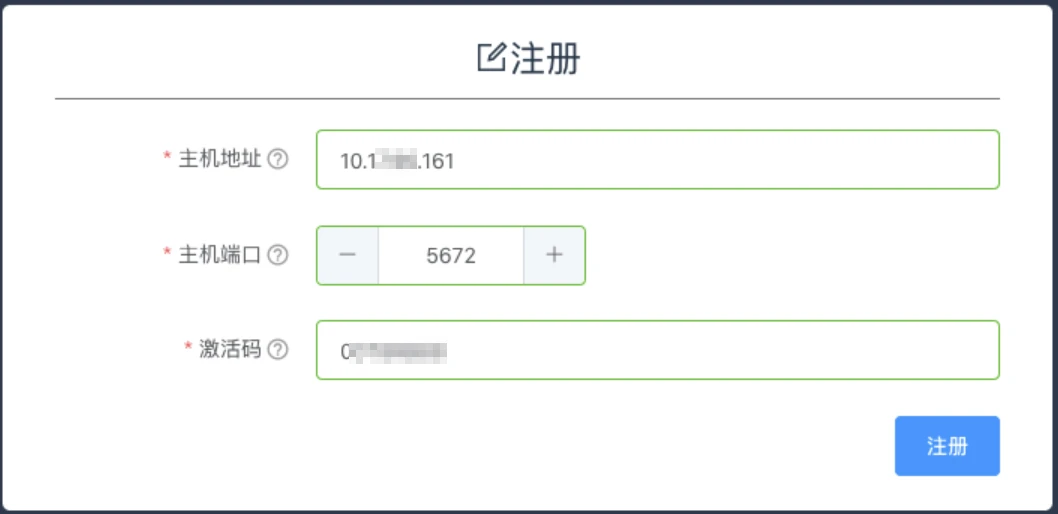 注册
* 主机地址 ?
10.1
.161
* 主机端口 ?
− 5672 +
* 激活码 ?
0
注册